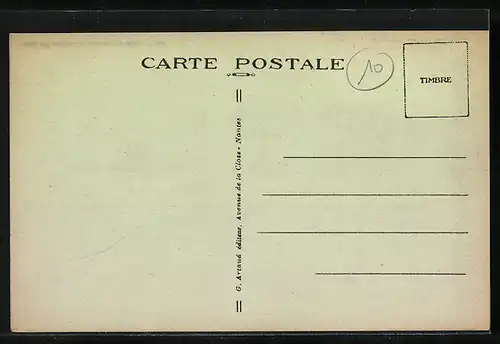 CARTE POSTALE
10
TIMBRE
G. Artaud éditeur. Avenue de la Close - Nantes